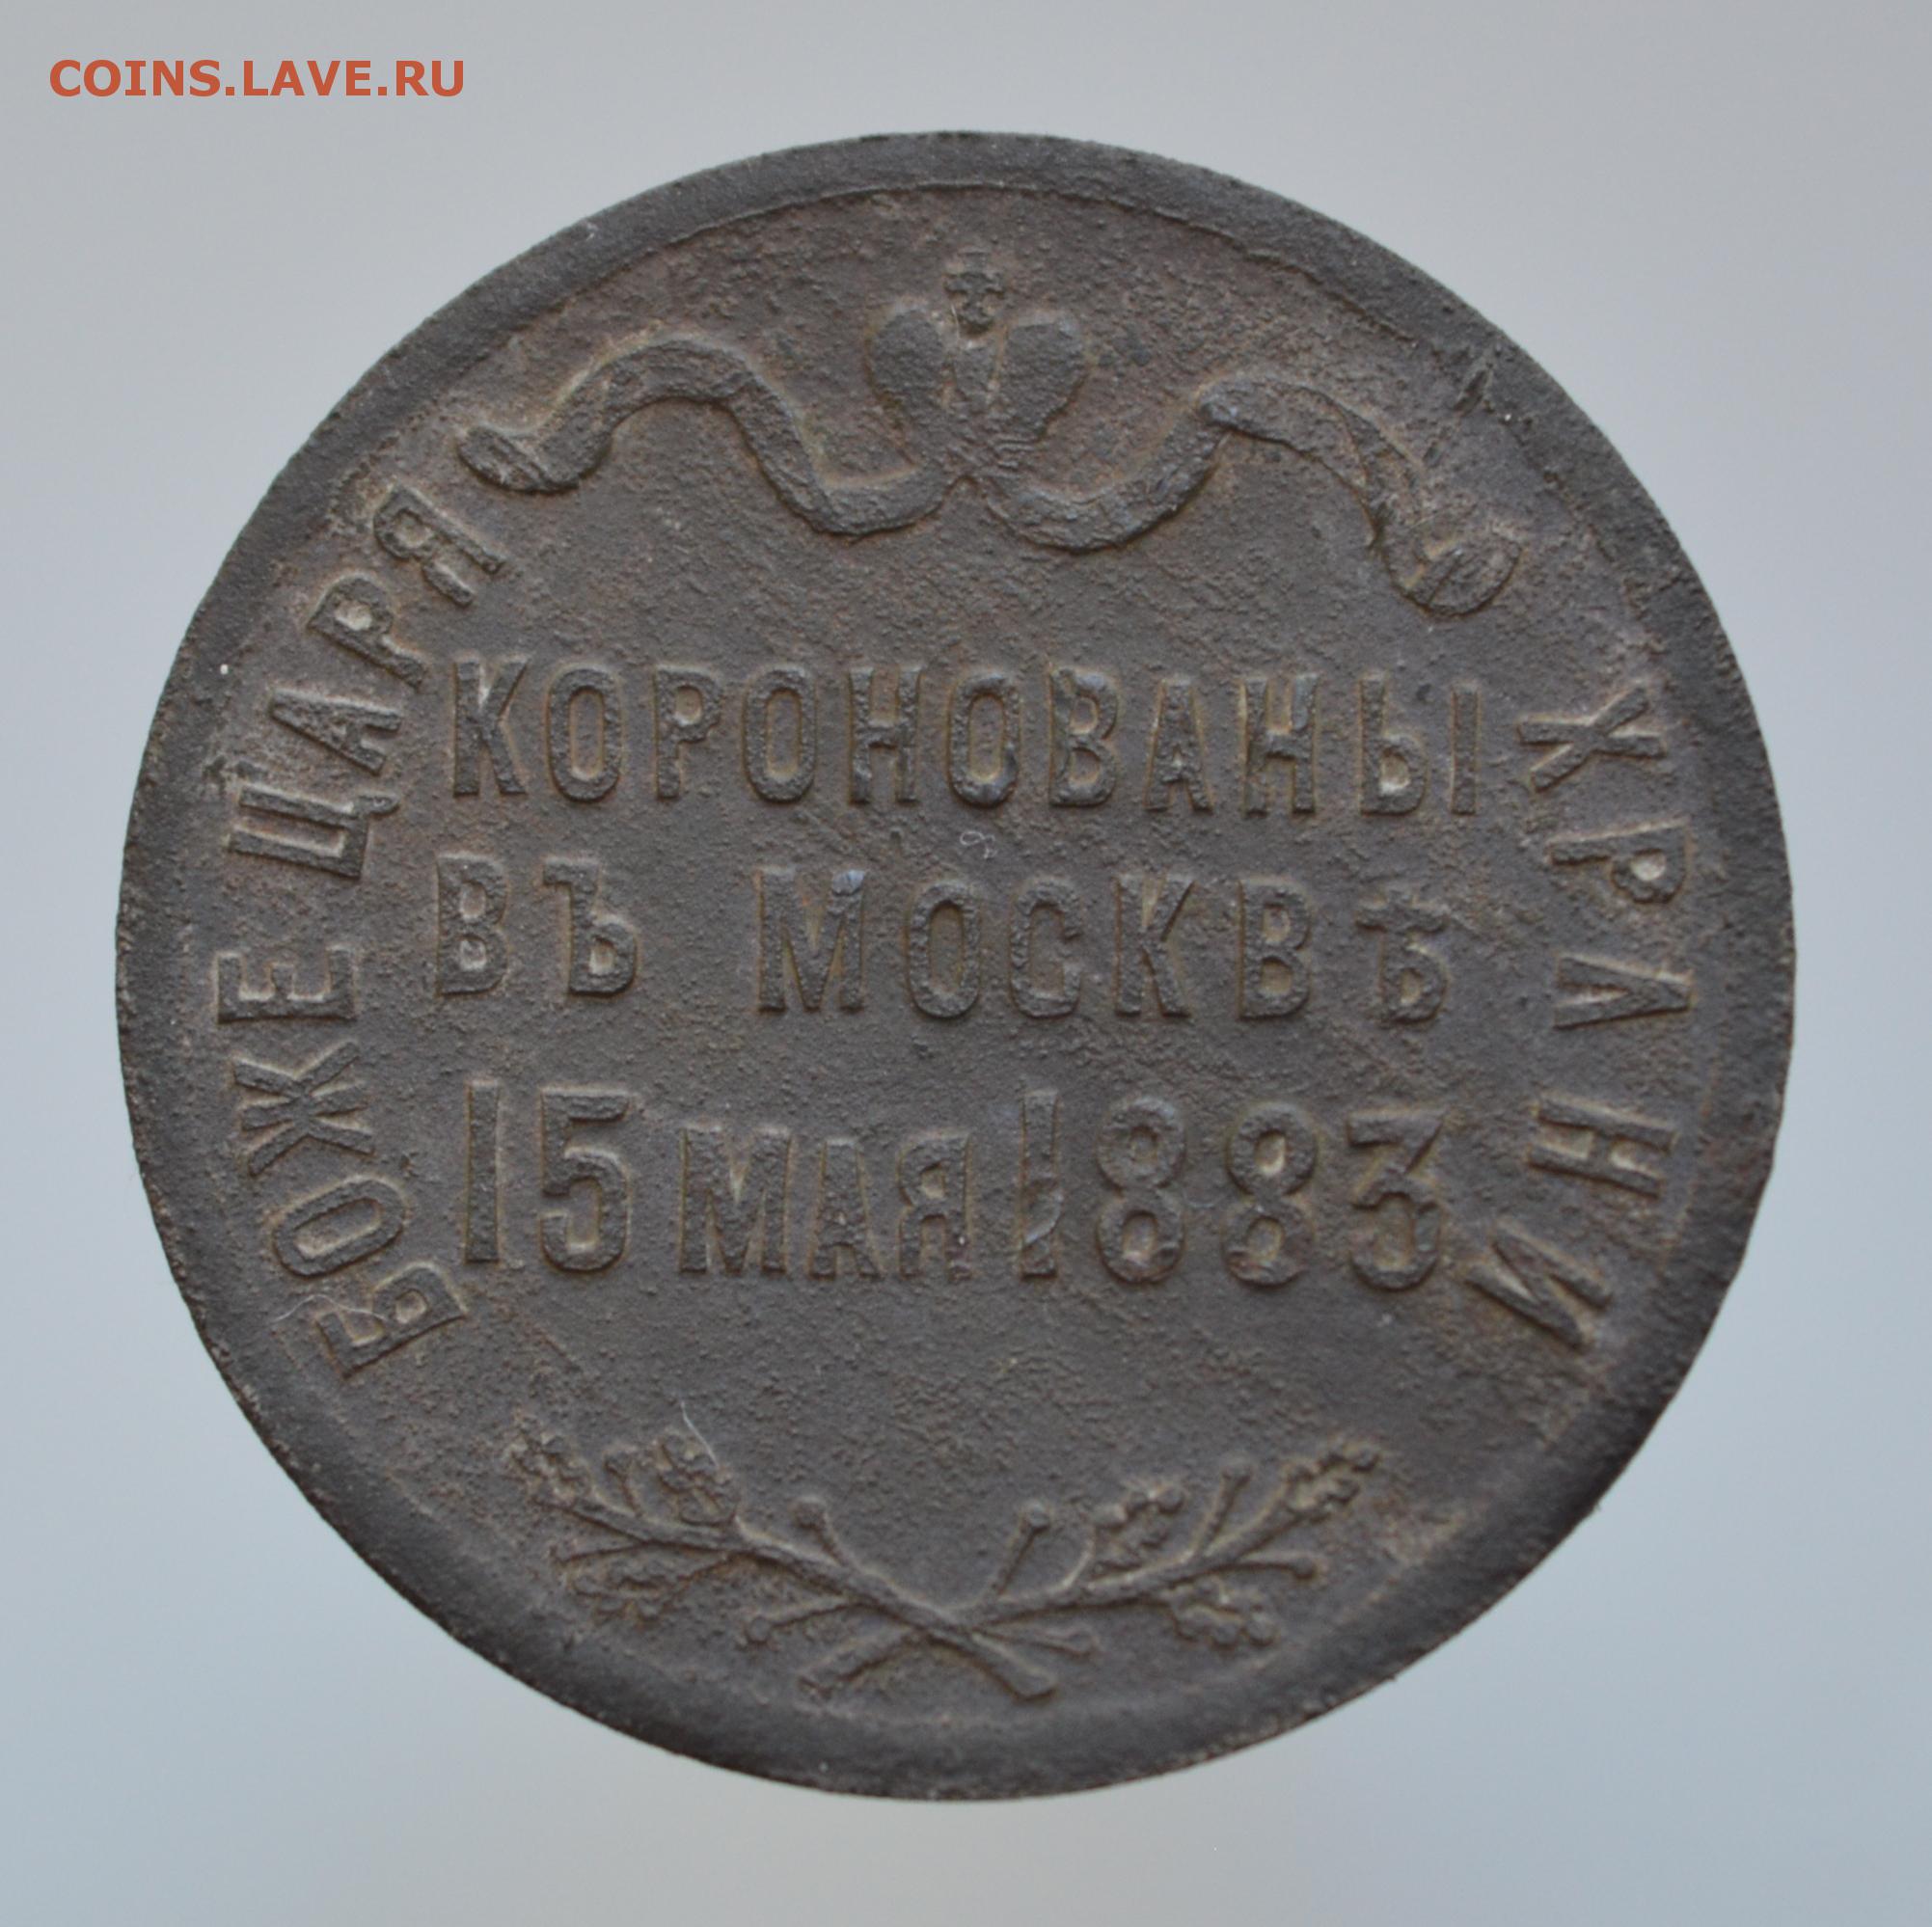 COINS.LAVE.RU
БОЖЕ ЦАРЯ ХРАНИ
КОРОНОВАНЫ
ВЪ МОСКВѢ
15 МАЯ 1883